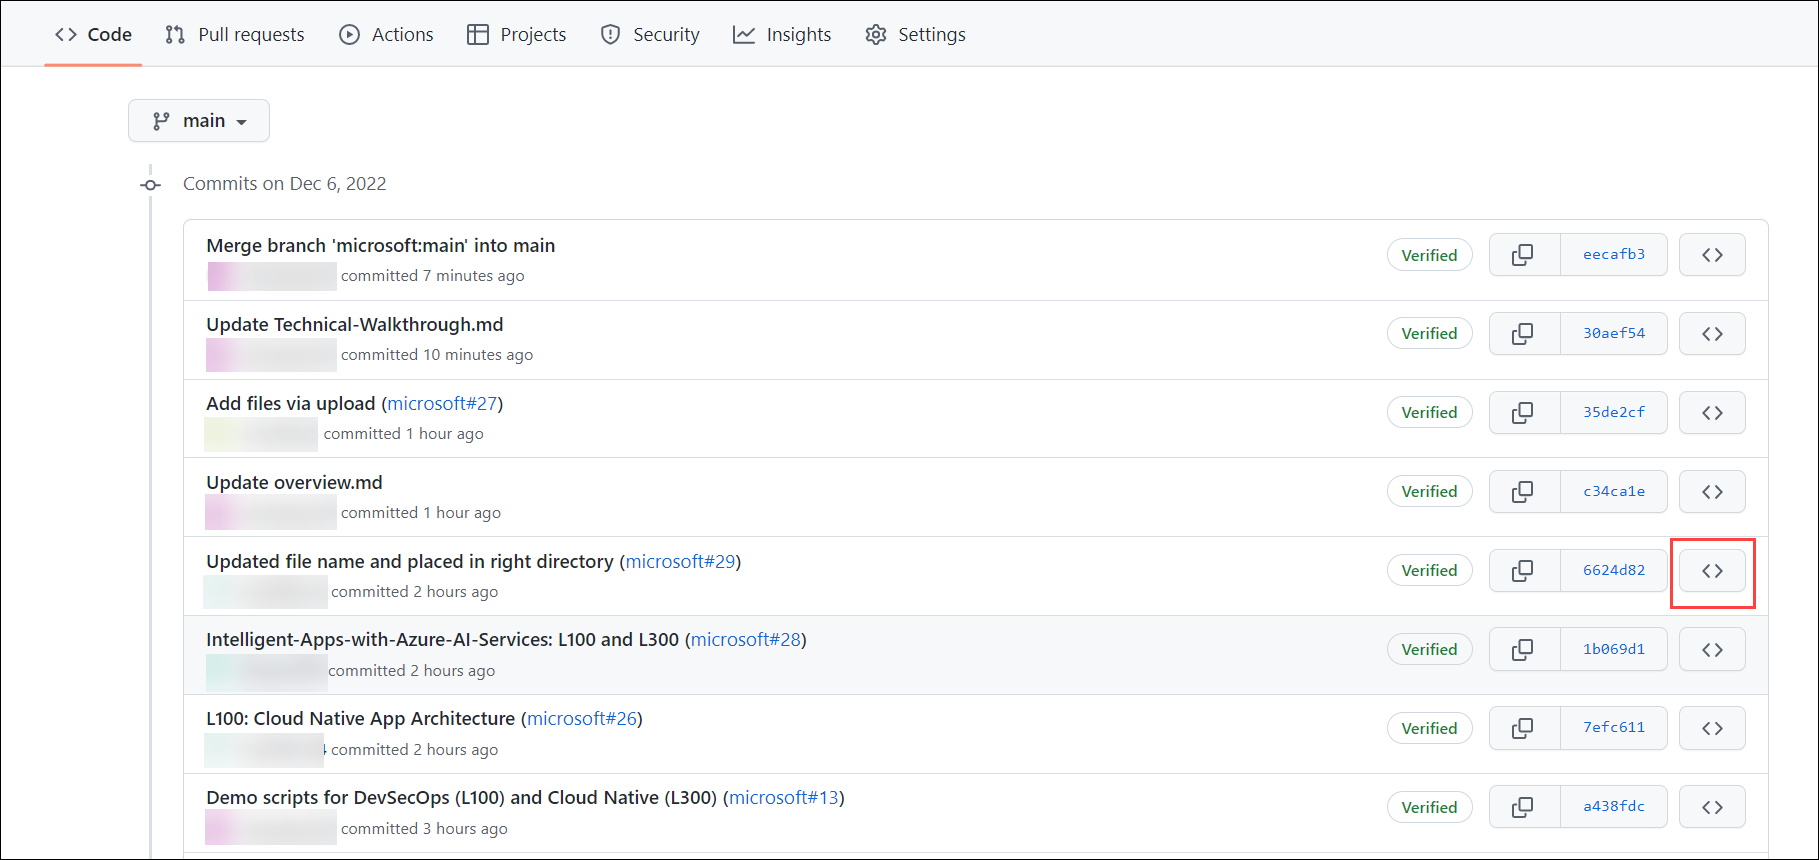 Code Pull requests Actions Projects Security Insights Settings
main
Commits on Dec 6, 2022
Merge branch 'microsoft:main' into main
committed 7 minutes ago
Verified eecafb3
Update Technical-Walkthrough.md
committed 10 minutes ago
Verified 30aef54
Add files via upload (microsoft#27)
committed 1 hour ago
Verified 35de2cf
Update overview.md
committed 1 hour ago
Verified c34ca1e
Updated file name and placed in right directory (microsoft#29)
committed 2 hours ago
Verified 6624d82
Intelligent-Apps-with-Azure-AI-Services: L100 and L300 (microsoft#28)
committed 2 hours ago
Verified 1b069d1
L100: Cloud Native App Architecture (microsoft#26)
committed 2 hours ago
Verified 7efc611
Demo scripts for DevSecOps (L100) and Cloud Native (L300) (microsoft#13)
committed 3 hours ago
Verified a438fdc